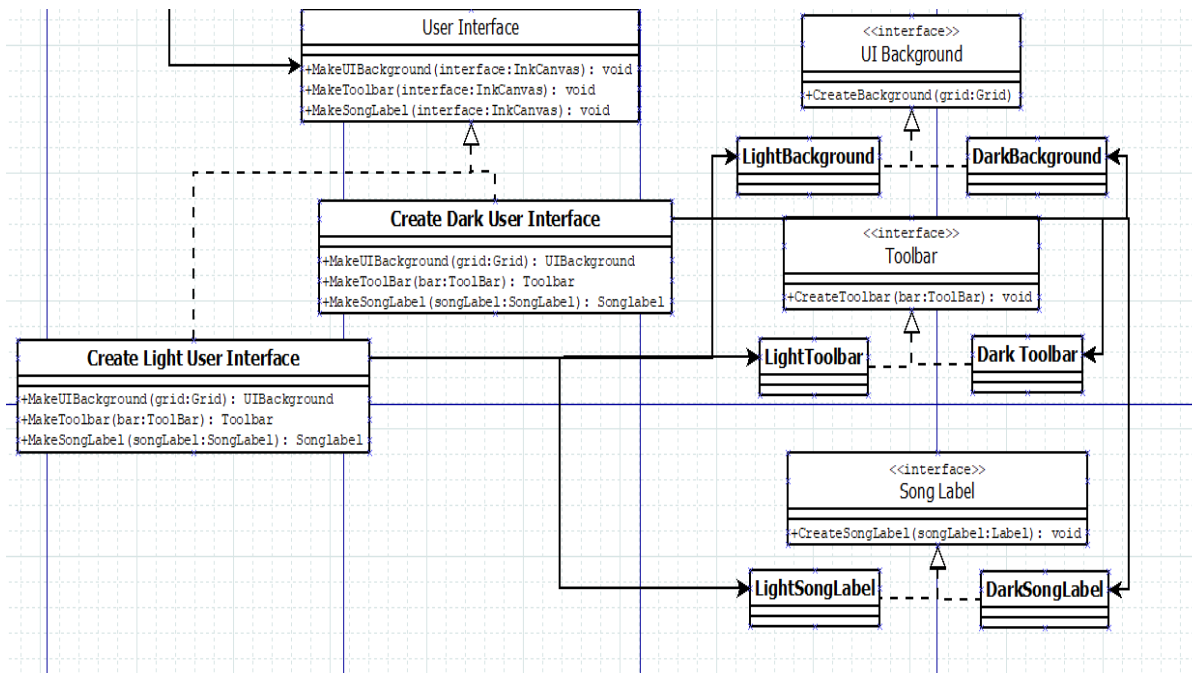 User Interface
+MakeUIBackground(interface:InkCanvas): void
+MakeToolbar(interface:InkCanvas): void
+MakeSongLabel(interface:InkCanvas): void
<<interface>>
UI Background
+CreateBackground(grid:Grid)
LightBackground
DarkBackground
Create Dark User Interface
+MakeUIBackground(grid:Grid): UIBackground
+MakeToolBar(bar:ToolBar): Toolbar
+MakeSongLabel(songLabel:SongLabel): Songlabel
<<interface>>
Toolbar
+CreateToolbar(bar:ToolBar): void
LightToolbar
Dark Toolbar
Create Light User Interface
+MakeUIBackground(grid:Grid): UIBackground
+MakeToolbar(bar:ToolBar): Toolbar
+MakeSongLabel(songLabel:SongLabel): Songlabel
<<interface>>
Song Label
+CreateSongLabel(songLabel:Label): void
LightSongLabel
DarkSongLabel